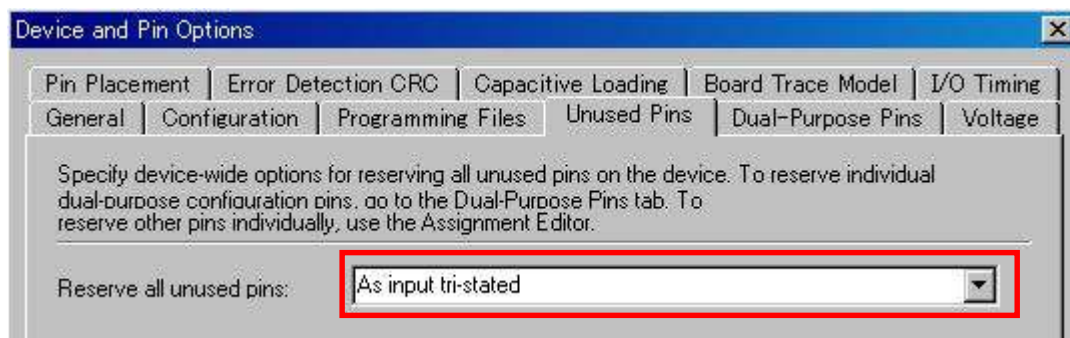 Device and Pin Options
Pin Placement Error Detection CRC Capacitive Loading Board Trace Model I/O Timing
General Configuration Programming Files Unused Pins Dual-Purpose Pins Voltage
Specify device-wide options for reserving all unused pins on the device. To reserve individual
dual-purpose configuration pins, go to the Dual-Purpose Pins tab. To
reserve other pins individually, use the Assignment Editor.
Reserve all unused pins: As input tri-stated